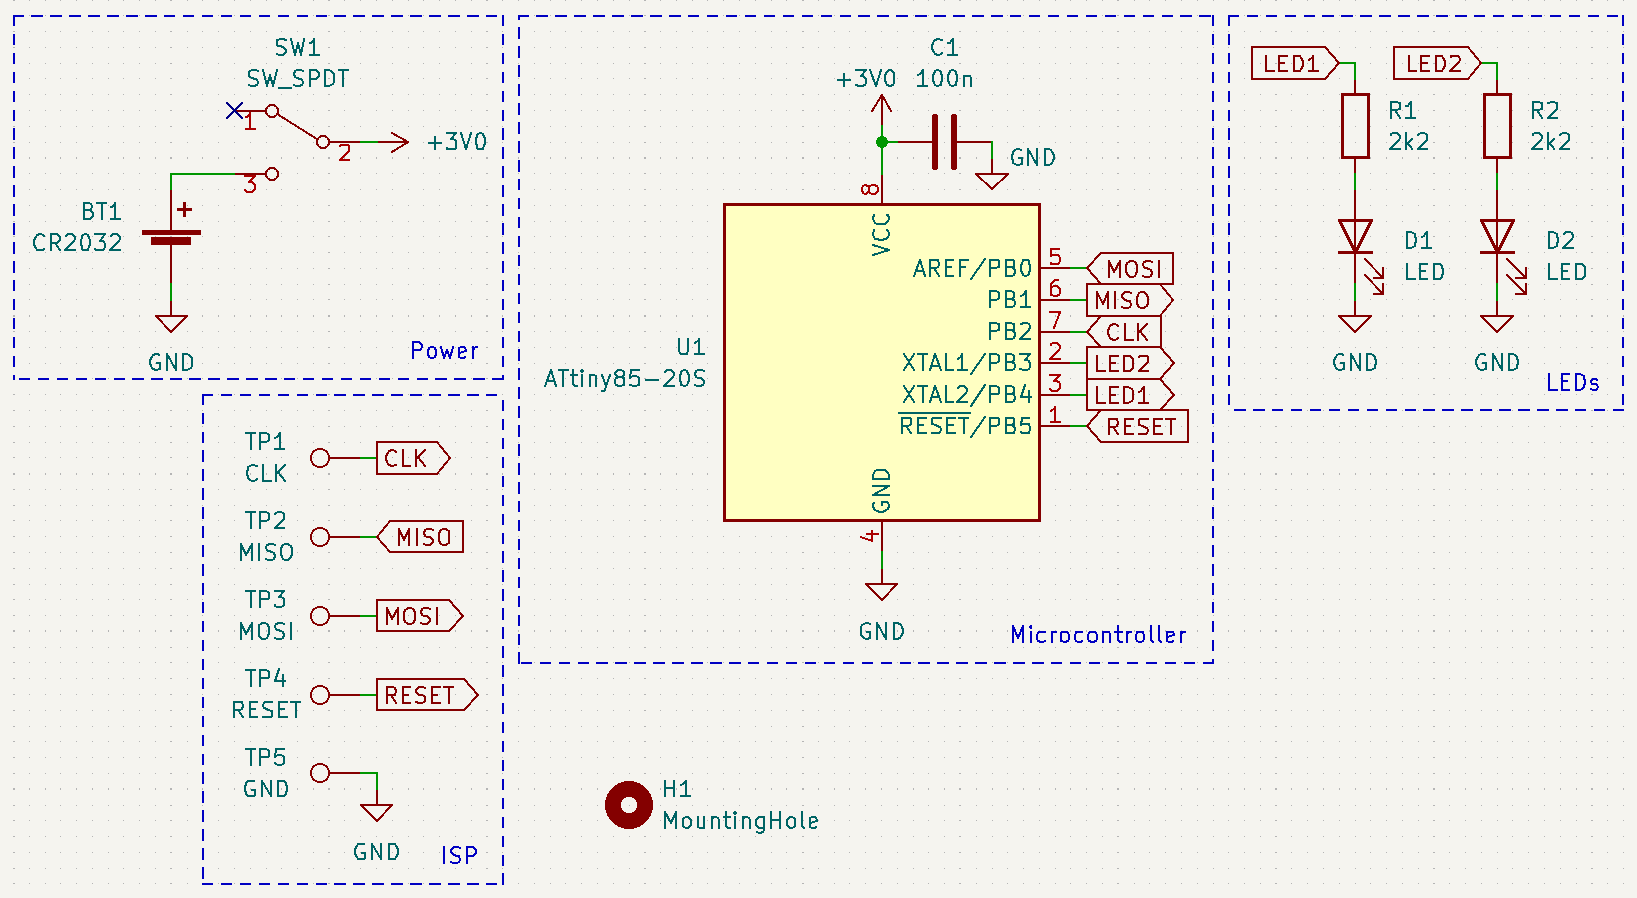 SW1
SW_SPDT
1
2
+3V0
3
+
BT1
CR2032
GND
Power
TP1
CLK
CLK
TP2
MISO
MISO
TP3
MOSI
MOSI
TP4
RESET
RESET
TP5
GND
GND
ISP
C1
+3V0 100n
GND
8
VCC
U1
ATtiny85-20S
AREF/PB0 5 MOSI
PB1 6 MISO
PB2 7 CLK
XTAL1/PB3 2 LED2
XTAL2/PB4 3 LED1
RESET/PB5 1 RESET
GND
4
GND
Microcontroller
H1
MountingHole
LED1
R1
2k2
D1
LED
GND
LED2
R2
2k2
D2
LED
GND
LEDs